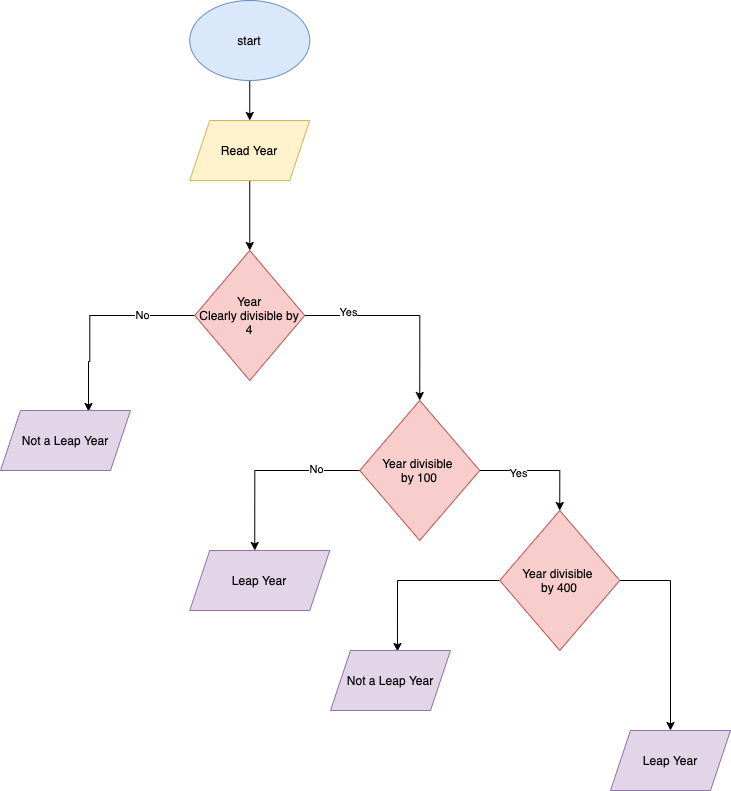 start
Read Year
Year
Clearly divisible by
4
No
Yes
Not a Leap Year
Year divisible
by 100
No
Yes
Leap Year
Year divisible
by 400
Not a Leap Year
Leap Year